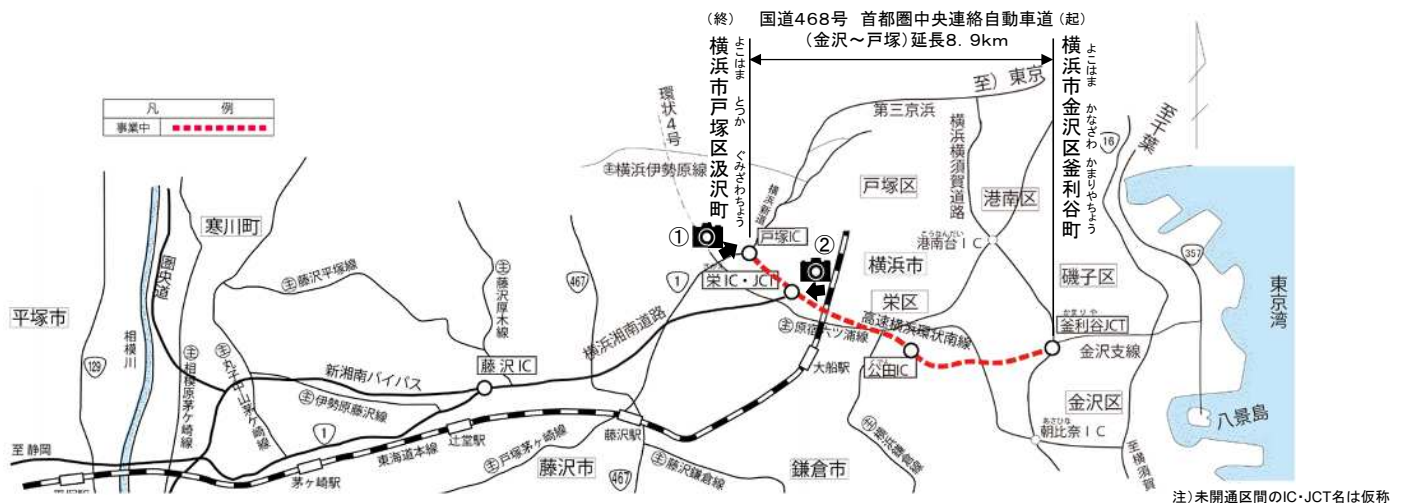 (終) 国道468号 首都圏中央連絡自動車道 (起)
(金沢～戸塚)延長8.9km
横浜市戸塚区汲沢町
よこはま とつか ぐみざわちょう
横浜市金沢区釜利谷町
よこはま かなざわ かまりやちょう
凡 例
事業中
環状4号
主 横浜伊勢原線
横浜新道
第三京浜
至)東京
横浜横須賀道路
至千葉
16
357
戸塚区
港南区
こうなんだい
港南台IC
横浜市
栄区
磯子区
東京湾
①
戸塚IC
②
栄IC・JCT
1
467
主 原宿六ツ浦線
高速横浜環状南線
かまりや
釜利谷JCT
金沢支線
くでん
公田IC
金沢区
あさひな
朝比奈IC
至横須賀
八景島
寒川町
圏央道
平塚市
相模川
129
主 相模原茅ヶ崎線
主 丸子中山茅ヶ崎線
主 藤沢平塚線
主 藤沢厚木線
横浜湘南道路
藤沢IC
新湘南バイパス
主 伊勢原藤沢線
1
至 静岡
東海道本線
茅ヶ崎駅
辻堂駅
藤沢駅
大船駅
主 戸塚茅ヶ崎線
藤沢市
467
主 藤沢鎌倉線
鎌倉市
注)未開通区間のIC・JCT名は仮称